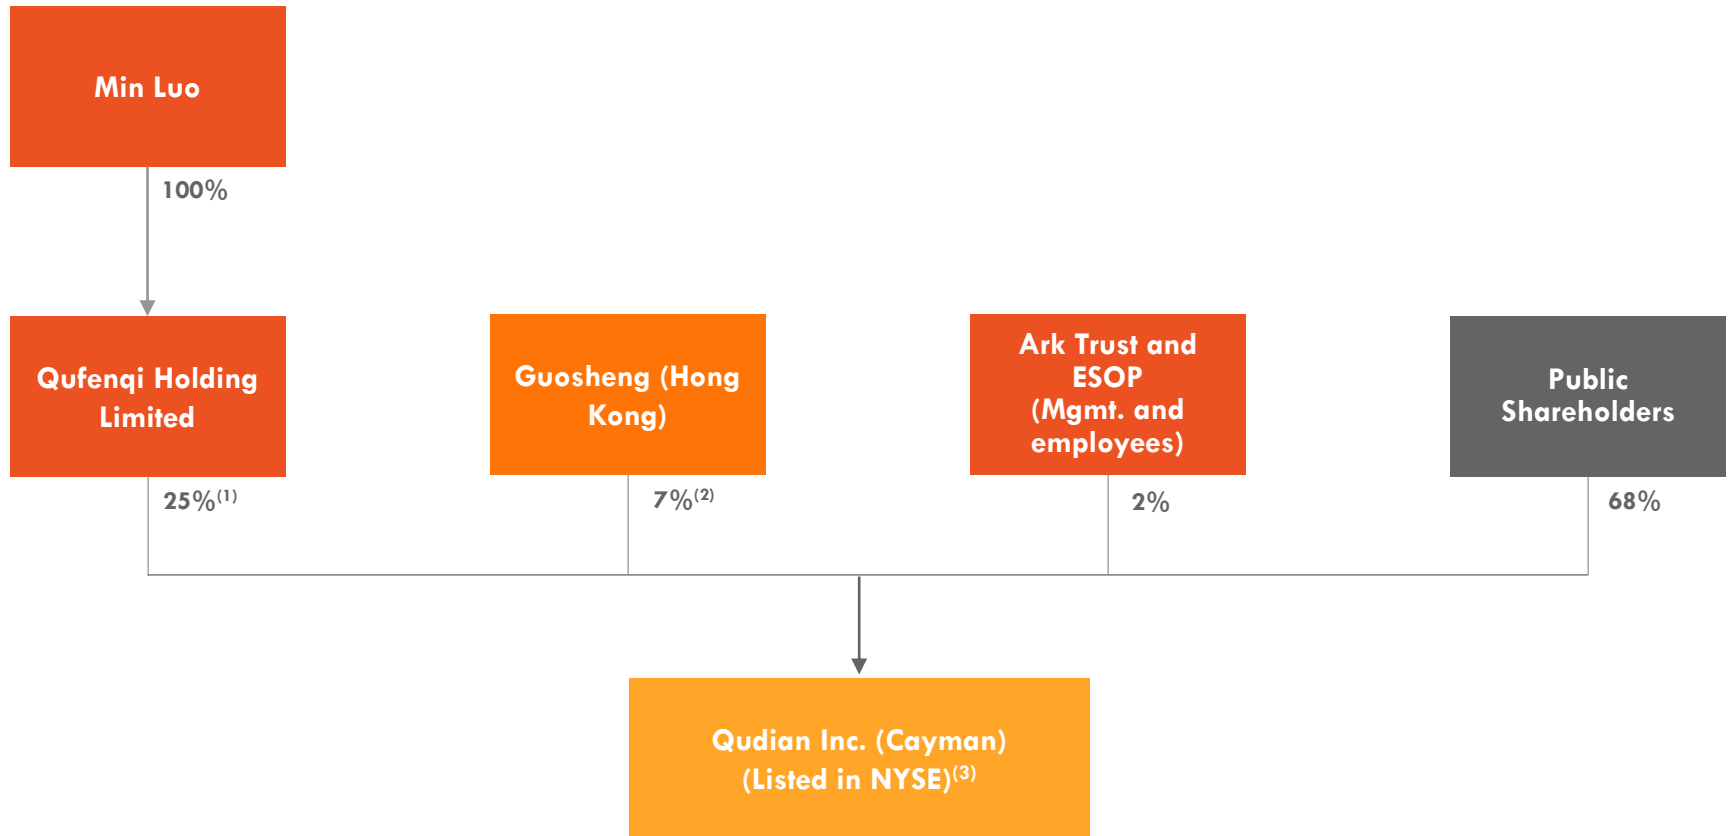 Min Luo
100%
Qufenqi Holding
Limited
Guosheng (Hong
Kong)
Ark Trust and
ESOP
(Mgmt. and
employees)
Public
Shareholders
25%(1)
7%(2)
2%
68%
Qudian Inc. (Cayman)
(Listed in NYSE)(3)